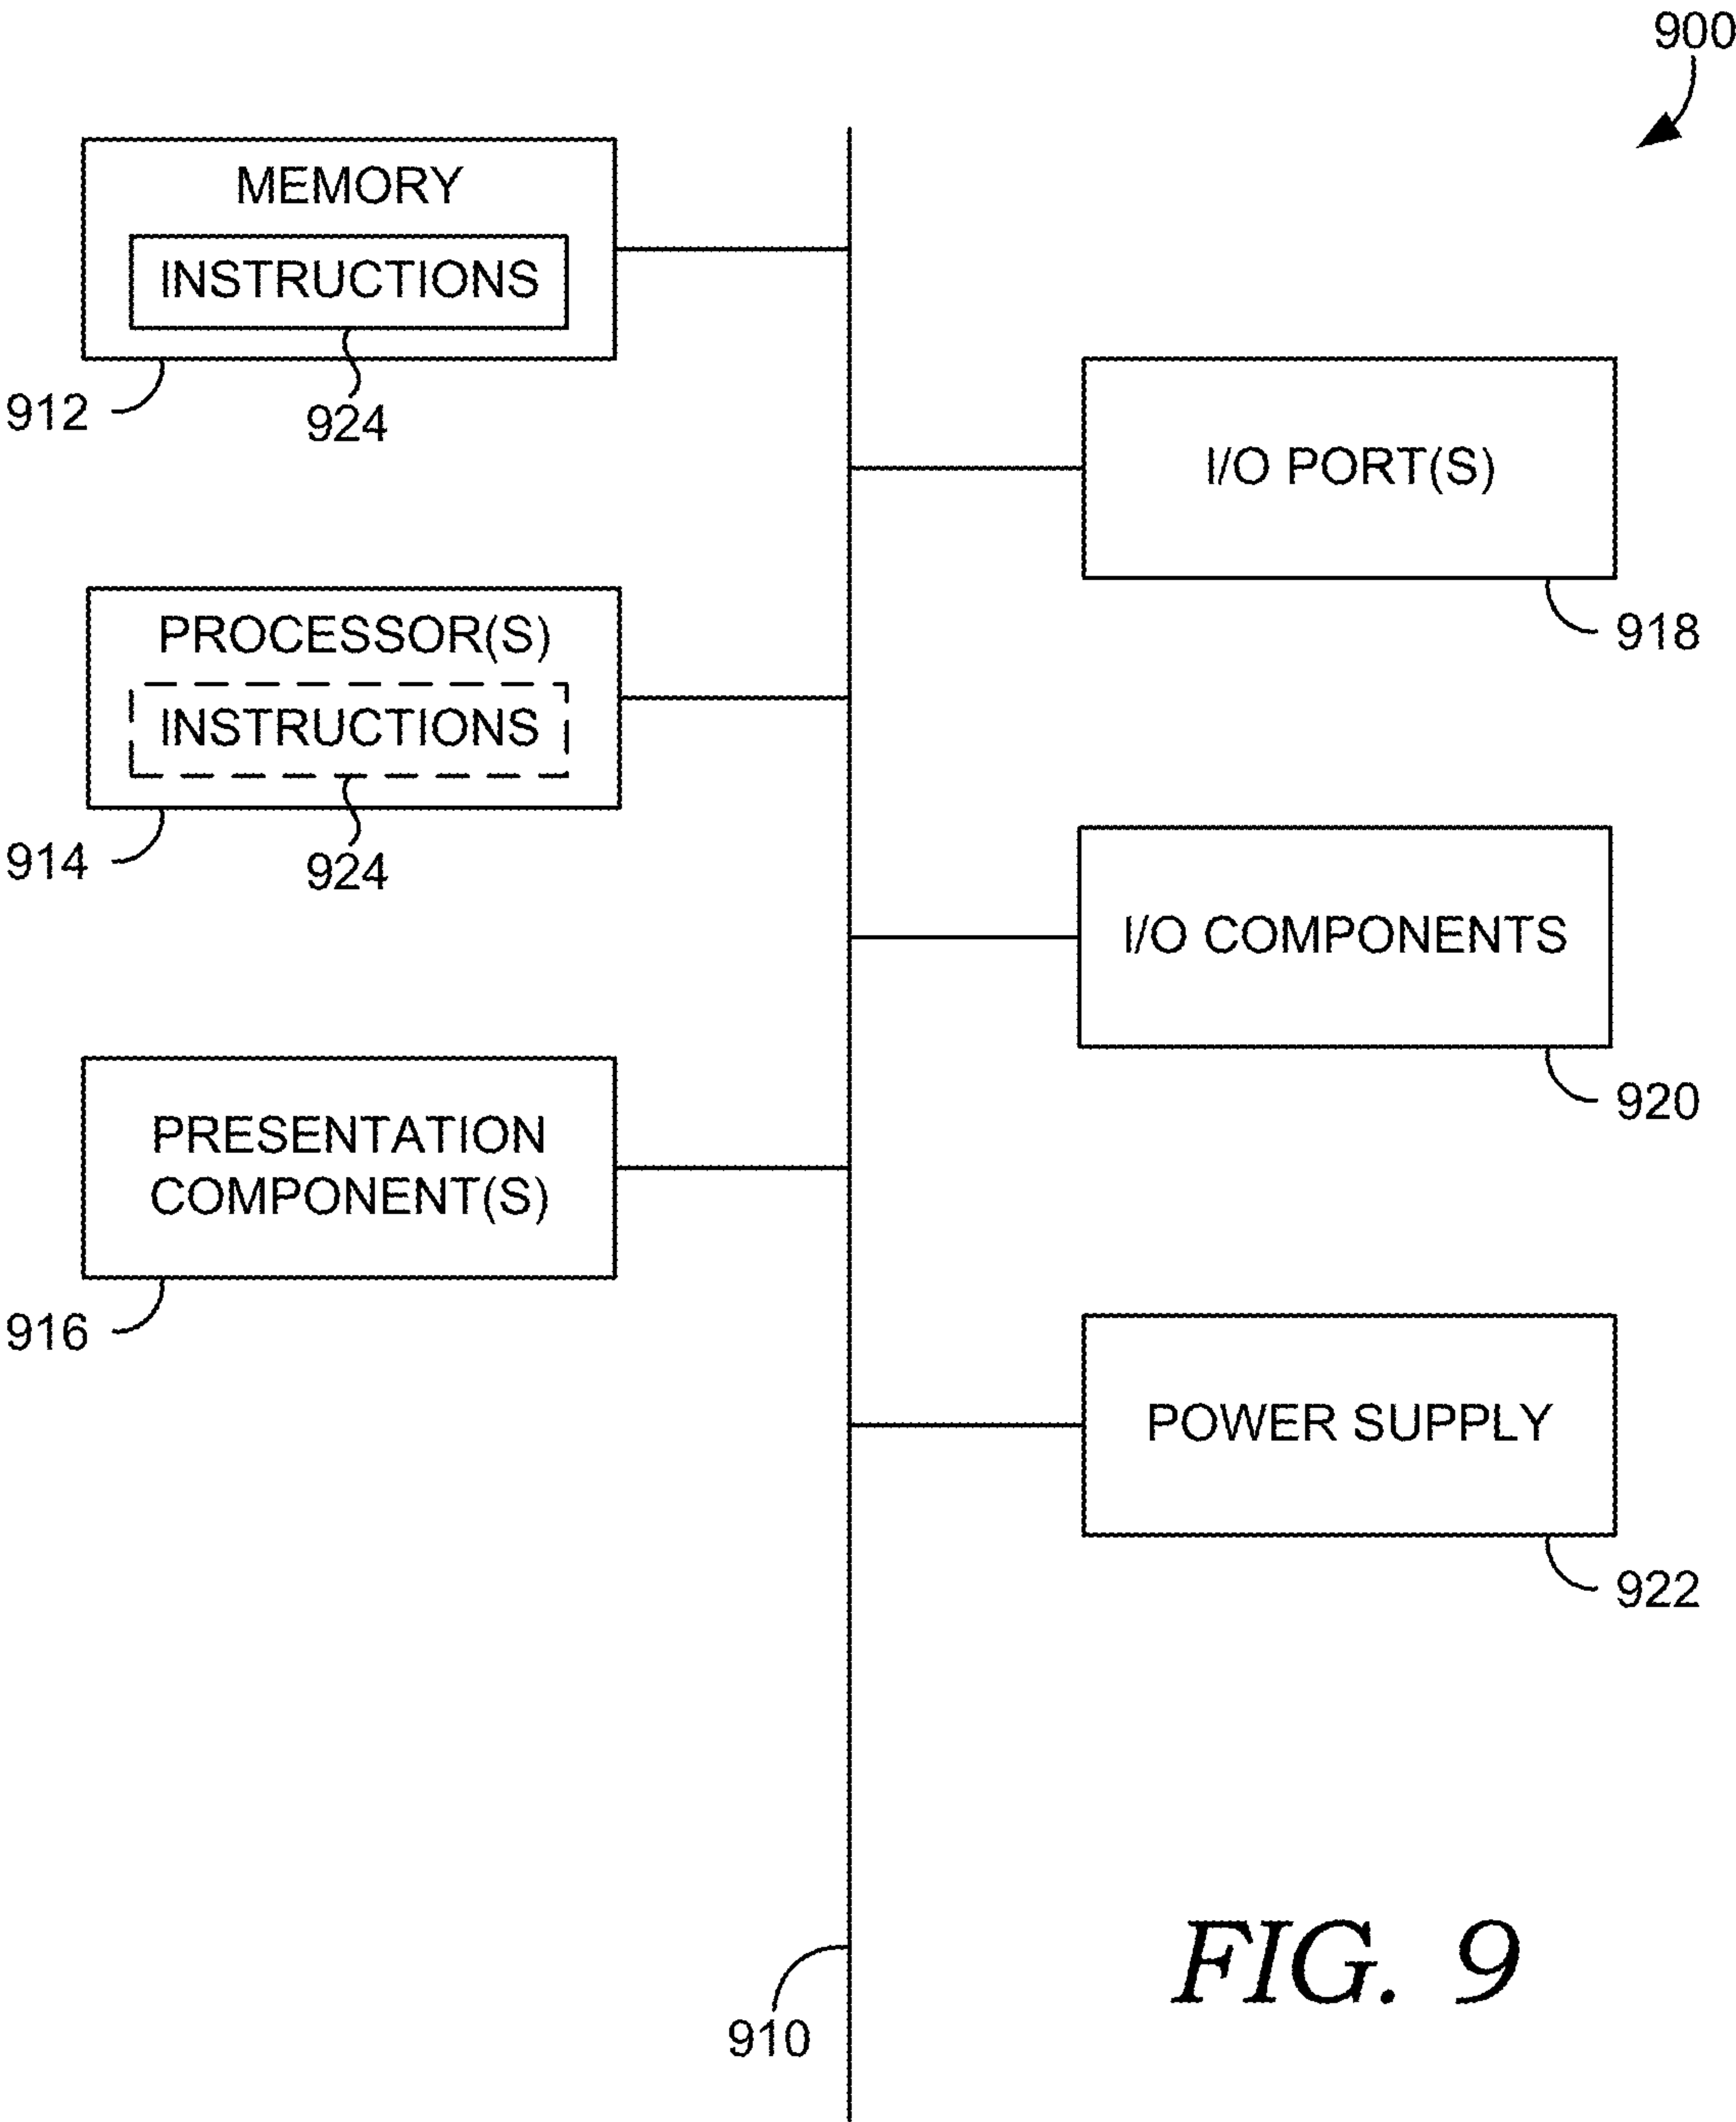 900
MEMORY
INSTRUCTIONS
912
924
I/O PORT(S)
918
PROCESSOR(S)
INSTRUCTIONS
914
924
I/O COMPONENTS
920
PRESENTATION
COMPONENT(S)
916
POWER SUPPLY
922
910
FIG. 9